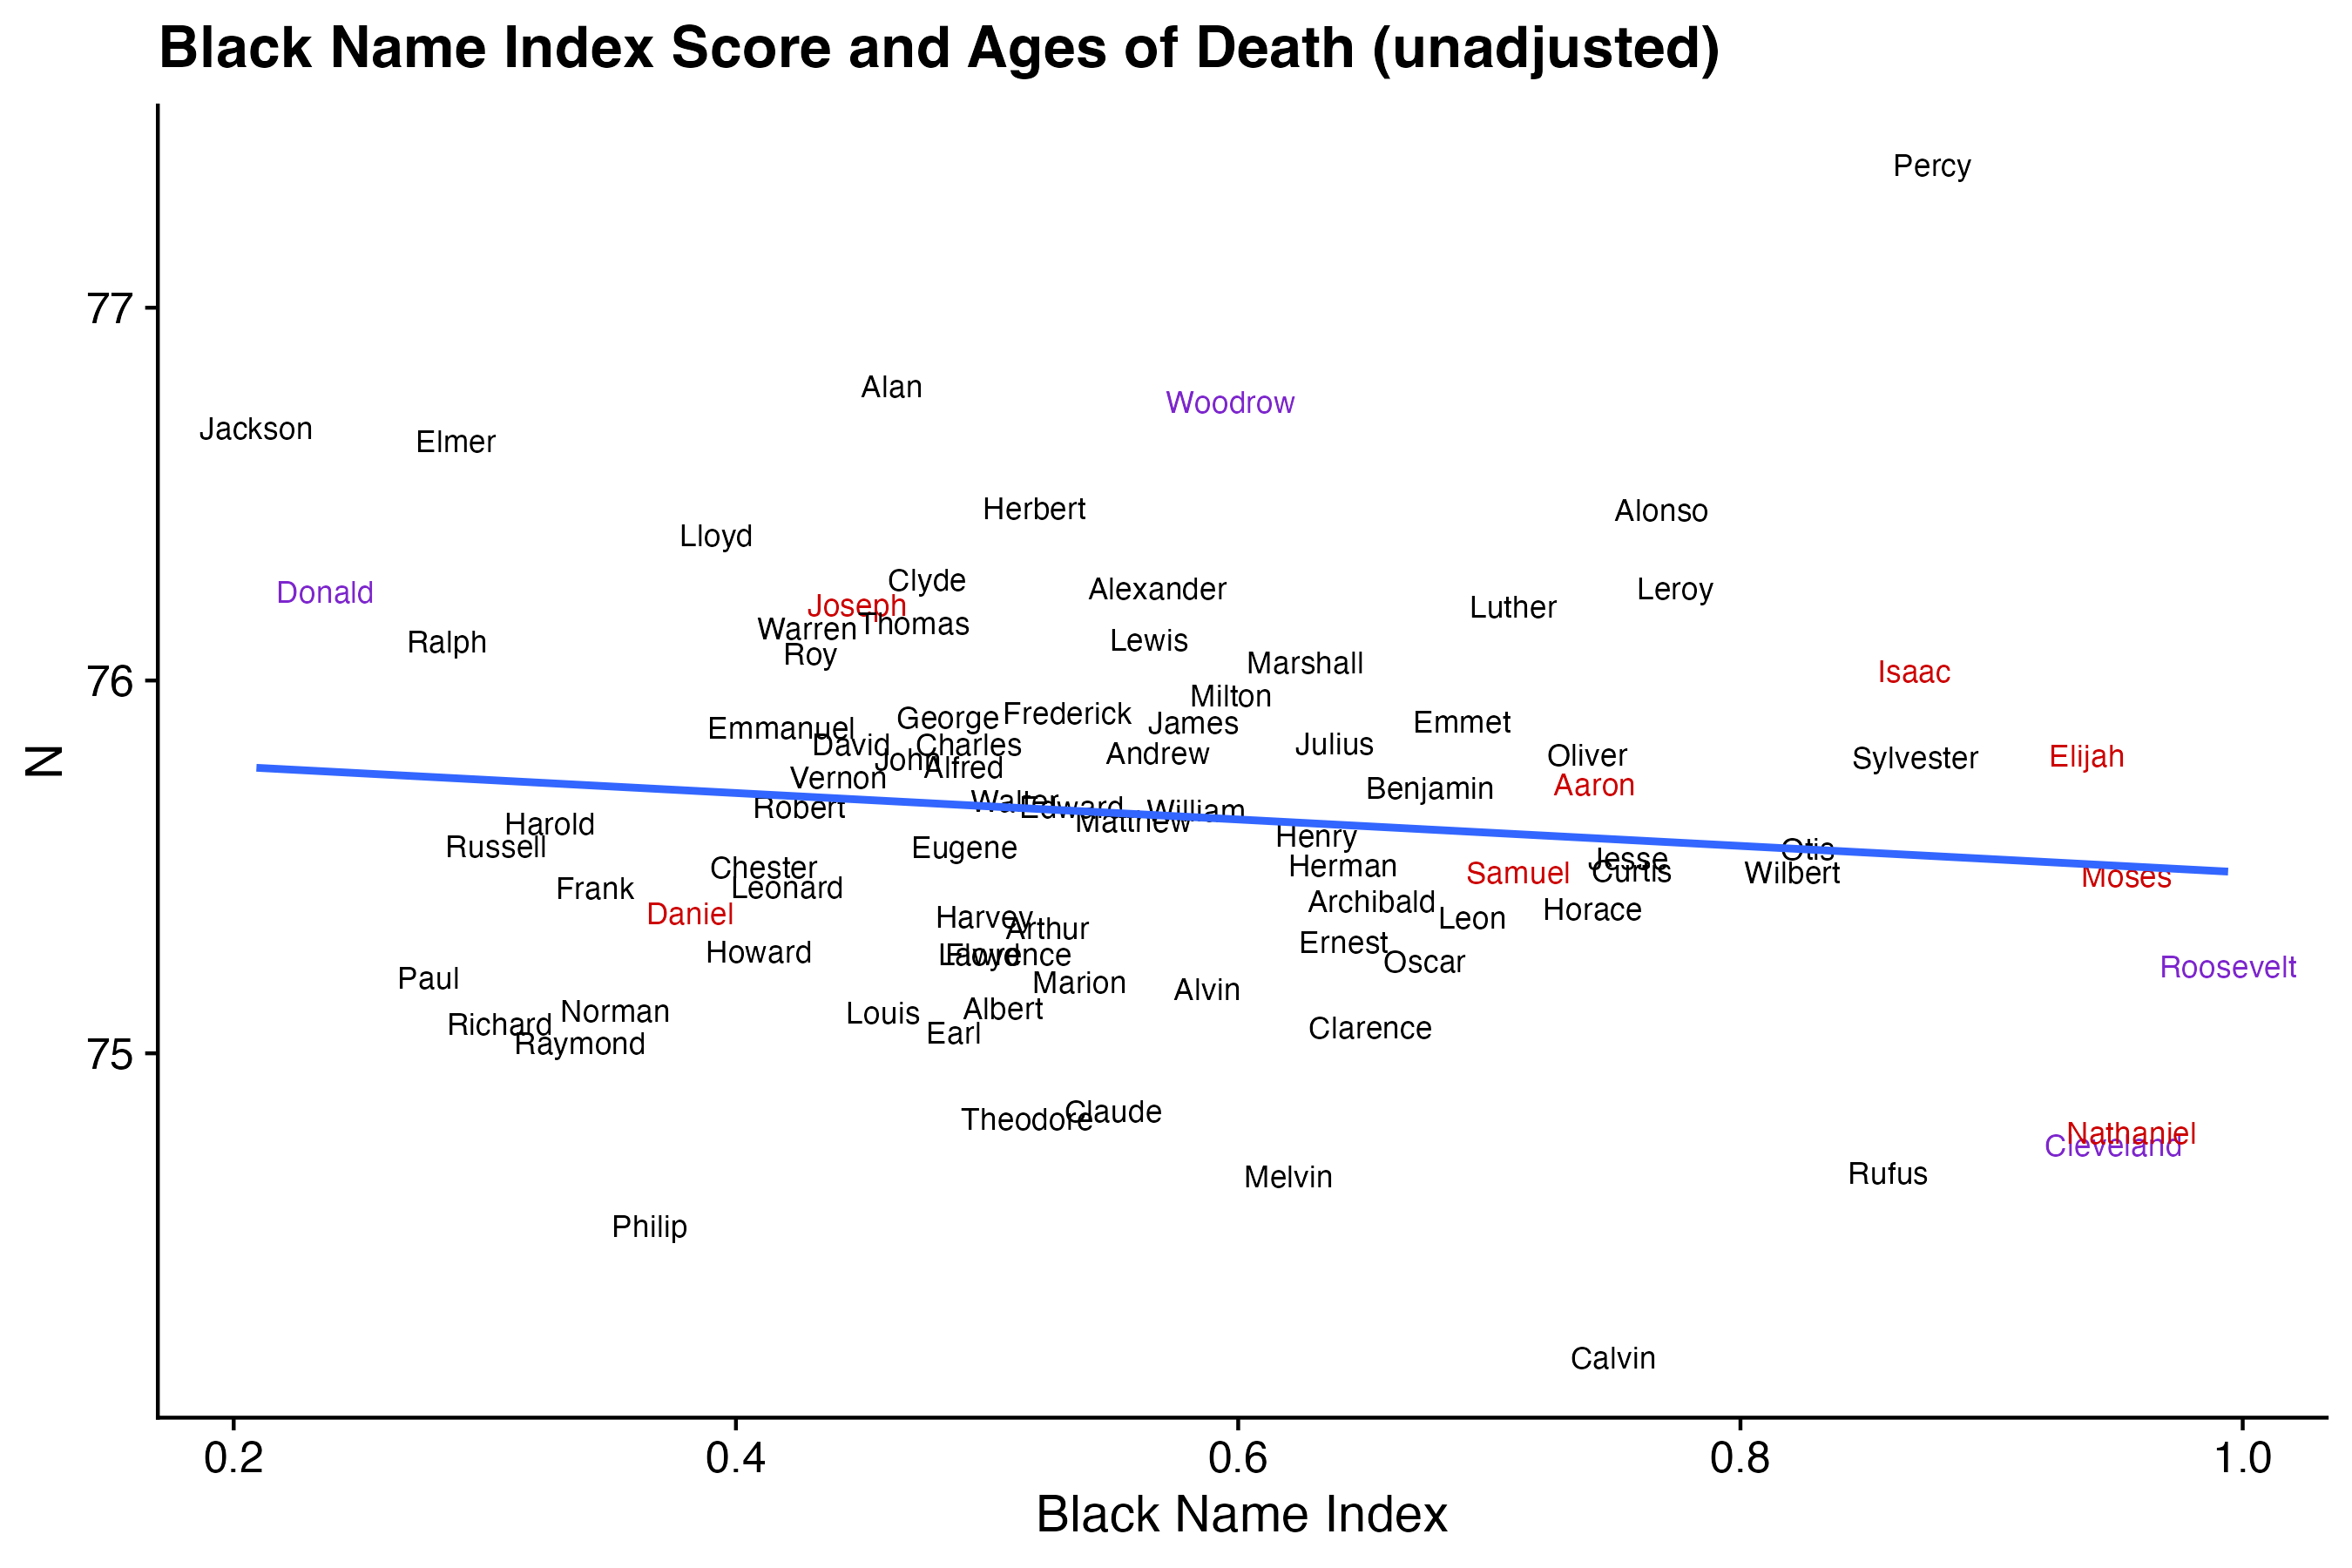 Black Name Index Score and Ages of Death (unadjusted)
Percy
77
Alan
Woodrow
Jackson
Elmer
Herbert
Alonso
Lloyd
Clyde
Donald
Alexander
Leroy
Joseph
Luther
Thomas
Warren
Ralph
Lewis
Roy
Marshall
Isaac
76
Milton
Frederick
George
James
Emmet
Emmanuel
David
Charles
Julius
Andrew
Oliver
Elijah
John
Sylvester
N
Alfred
Vernon
Aaron
Benjamin
Walter
Robert
Edward
William
Matthew
Harold
Henry
Russell
Eugene
Otis
Jesse
Herman
Chester
Curtis
Samuel
Wilbert
Moses
Frank
Leonard
Archibald
Horace
Daniel
Harvey
Leon
Arthur
Ernest
Howard
Lawrence
Floyd
Oscar
Roosevelt
Paul
Marion
Alvin
Albert
Norman
Louis
Richard
Clarence
Earl
Raymond
75
Claude
Theodore
Nathaniel
Cleveland
Rufus
Melvin
Philip
Calvin
0.2 0.4 0.6 0.8 1.0
Black Name Index